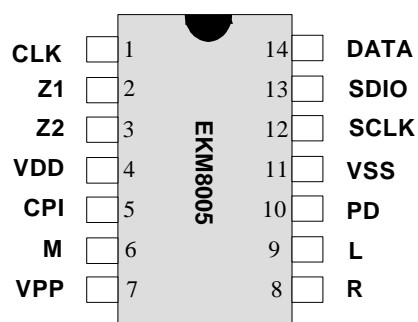 CLK 1 14 DATA
Z1 2 13 SDIO
Z2 3 12 SCLK
VDD 4 11 VSS
CPI 5 10 PD
M 6 9 L
VPP 7 8 R
EKM8005